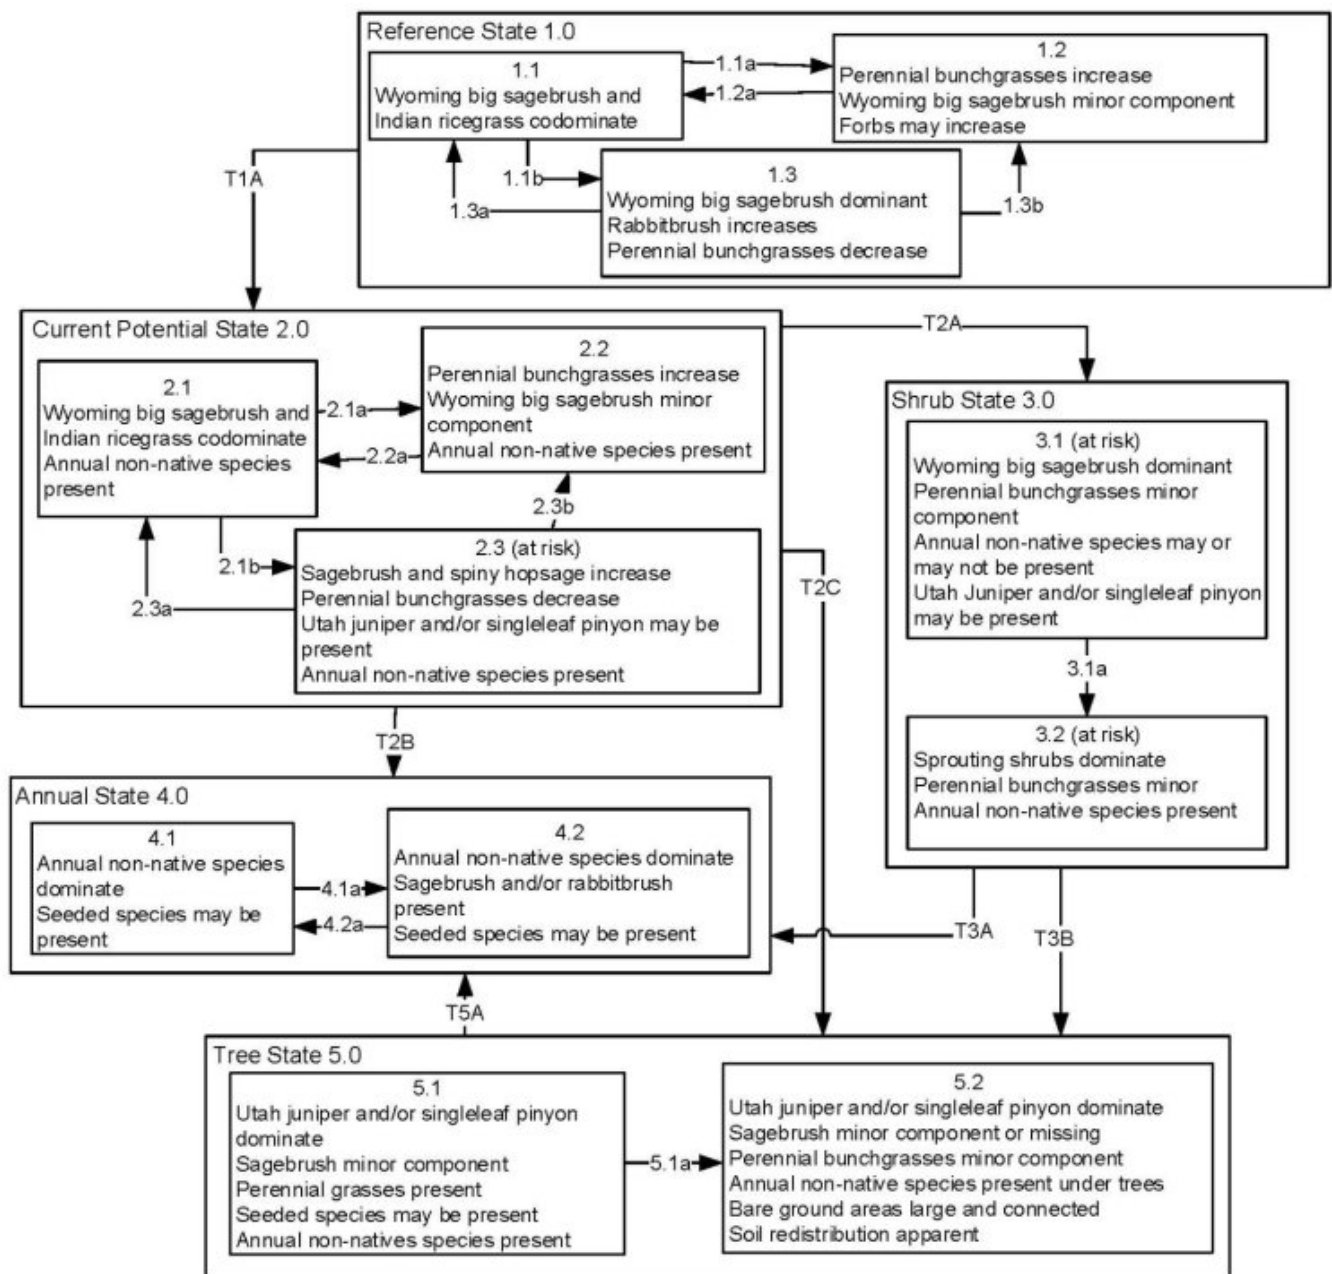 Reference State 1.0
1.1
Wyoming big sagebrush and
Indian ricegrass codominate
1.1a
1.2a
1.2
Perennial bunchgrasses increase
Wyoming big sagebrush minor component
Forbs may increase
1.1b
1.3a
1.3
Wyoming big sagebrush dominant
Rabbitbrush increases
Perennial bunchgrasses decrease
1.3b
T1A
Current Potential State 2.0
2.1
Wyoming big sagebrush and
Indian ricegrass codominate
Annual non-native species
present
2.1a
2.2a
2.2
Perennial bunchgrasses increase
Wyoming big sagebrush minor
component
Annual non-native species present
2.3b
2.1b
2.3a
2.3 (at risk)
Sagebrush and spiny hopsage increase
Perennial bunchgrasses decrease
Utah juniper and/or singleleaf pinyon may be
present
Annual non-native species present
T2A
T2C
T2B
Shrub State 3.0
3.1 (at risk)
Wyoming big sagebrush dominant
Perennial bunchgrasses minor
component
Annual non-native species may or
may not be present
Utah Juniper and/or singleleaf pinyon
may be present
3.1a
3.2 (at risk)
Sprouting shrubs dominate
Perennial bunchgrasses minor
Annual non-native species present
Annual State 4.0
4.1
Annual non-native species
dominate
Seeded species may be
present
4.1a
4.2a
4.2
Annual non-native species dominate
Sagebrush and/or rabbitbrush
present
Seeded species may be present
T3A
T3B
T5A
Tree State 5.0
5.1
Utah juniper and/or singleleaf pinyon
dominate
Sagebrush minor component
Perennial grasses present
Seeded species may be present
Annual non-natives species present
5.1a
5.2
Utah juniper and/or singleleaf pinyon dominate
Sagebrush minor component or missing
Perennial bunchgrasses minor component
Annual non-native species present under trees
Bare ground areas large and connected
Soil redistribution apparent